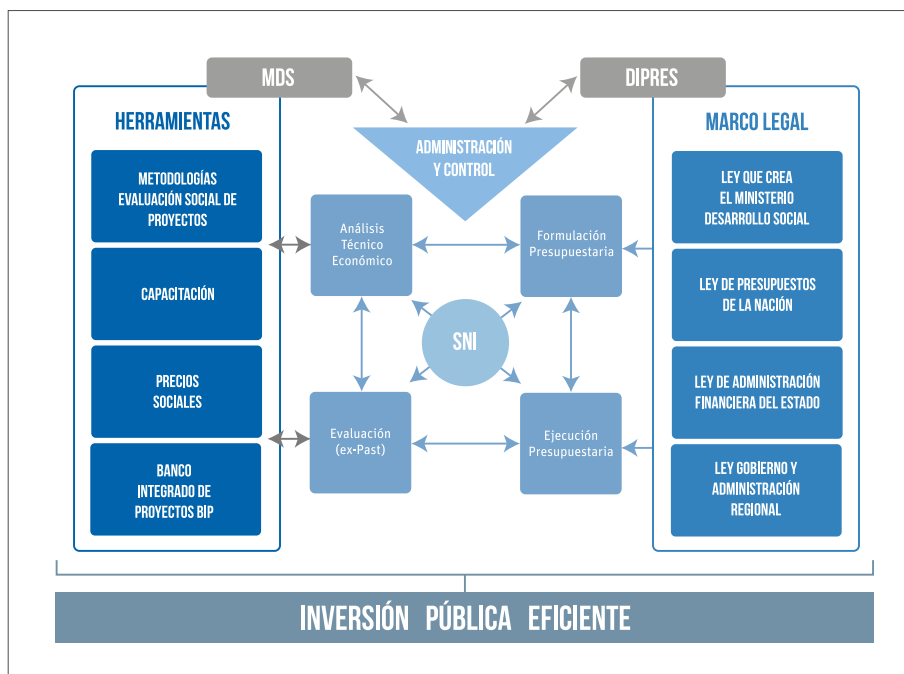 MDS
DIPRES
HERRAMIENTAS
METODOLOGÍAS
EVALUACIÓN SOCIAL DE
PROYECTOS
CAPACITACIÓN
PRECIOS
SOCIALES
BANCO
INTEGRADO DE
PROYECTOS BIP
ADMINISTRACIÓN
Y CONTROL
Análisis
Técnico
Económico
Formulación
Presupuestaria
SNI
Evaluación
(ex-Past)
Ejecución
Presupuestaria
MARCO LEGAL
LEY QUE CREA
EL MINISTERIO
DESARROLLO SOCIAL
LEY DE PRESUPUESTOS
DE LA NACIÓN
LEY DE ADMINISTRACIÓN
FINANCIERA DEL ESTADO
LEY GOBIERNO Y
ADMINISTRACIÓN
REGIONAL
INVERSIÓN PÚBLICA EFICIENTE